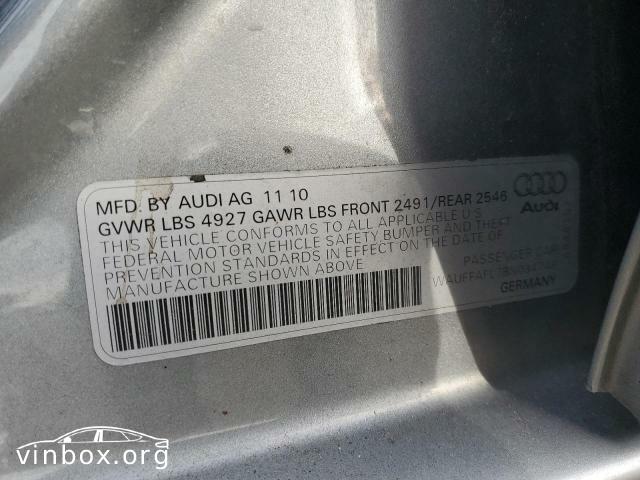 MFD. BY AUDI AG 11 10
GVWR LBS 4927 GAWR LBS FRONT 2491/REAR 2546
THIS VEHICLE CONFORMS TO ALL APPLICABLE U S
FEDERAL MOTOR VEHICLE SAFETY BUMPER AND THEFT
PREVENTION STANDARDS IN EFFECT ON THE DATE OF
MANUFACTURE SHOWN ABOVE
Audi
PASSENGER CAR
GERMANY
vinbox.org